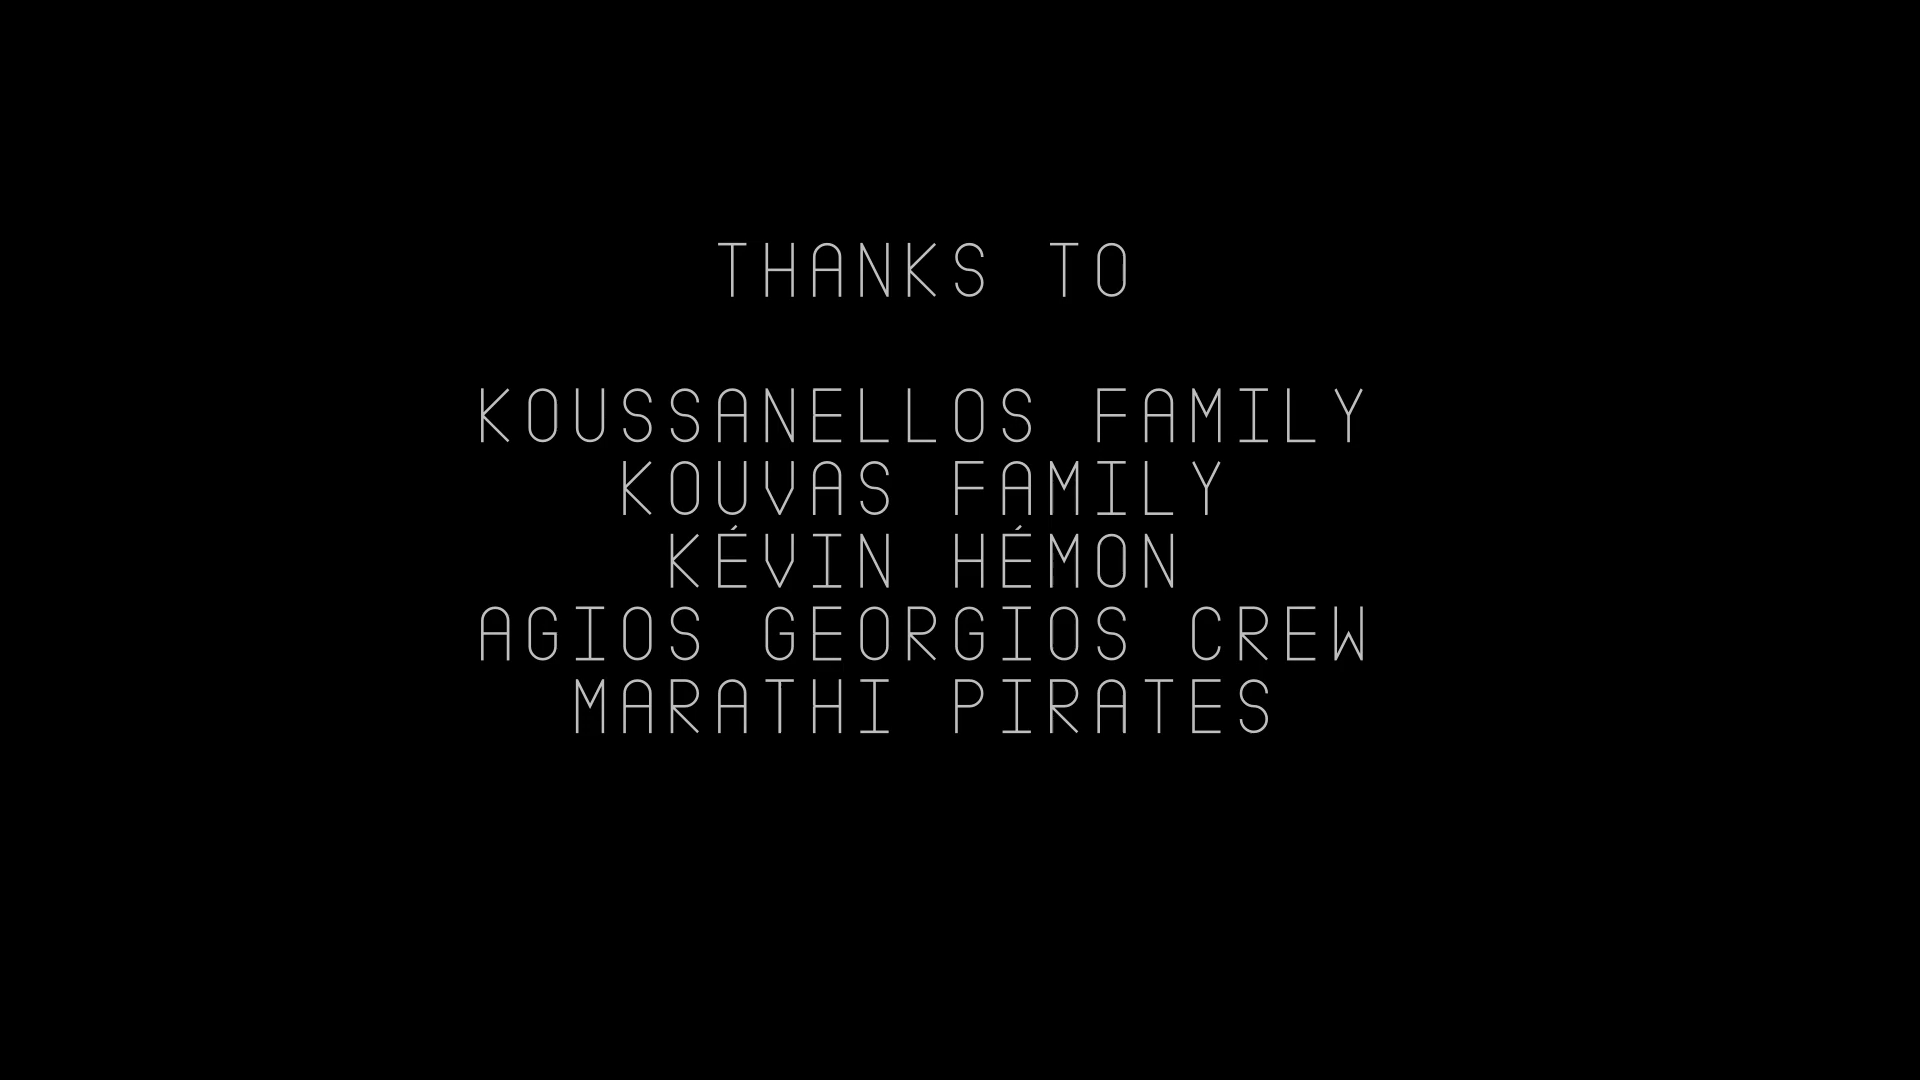 THANKS TO
KOUSSANELLOS FAMILY
KOUVAS FAMILY
KÉVIN HÉMON
AGIOS GEORGIOS CREW
MARATHI PIRATES